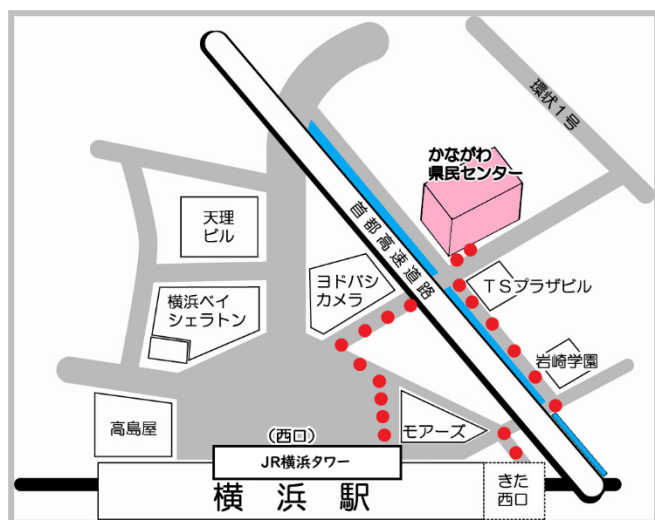 環状1号
かながわ
県民センター
首都高速道路
天理
ビル
ヨドバシ
カメラ
TSプラザビル
横浜ベイ
シェラトン
岩崎学園
高島屋
(西口)
モアーズ
JR横浜タワー
横浜駅
きた
西口